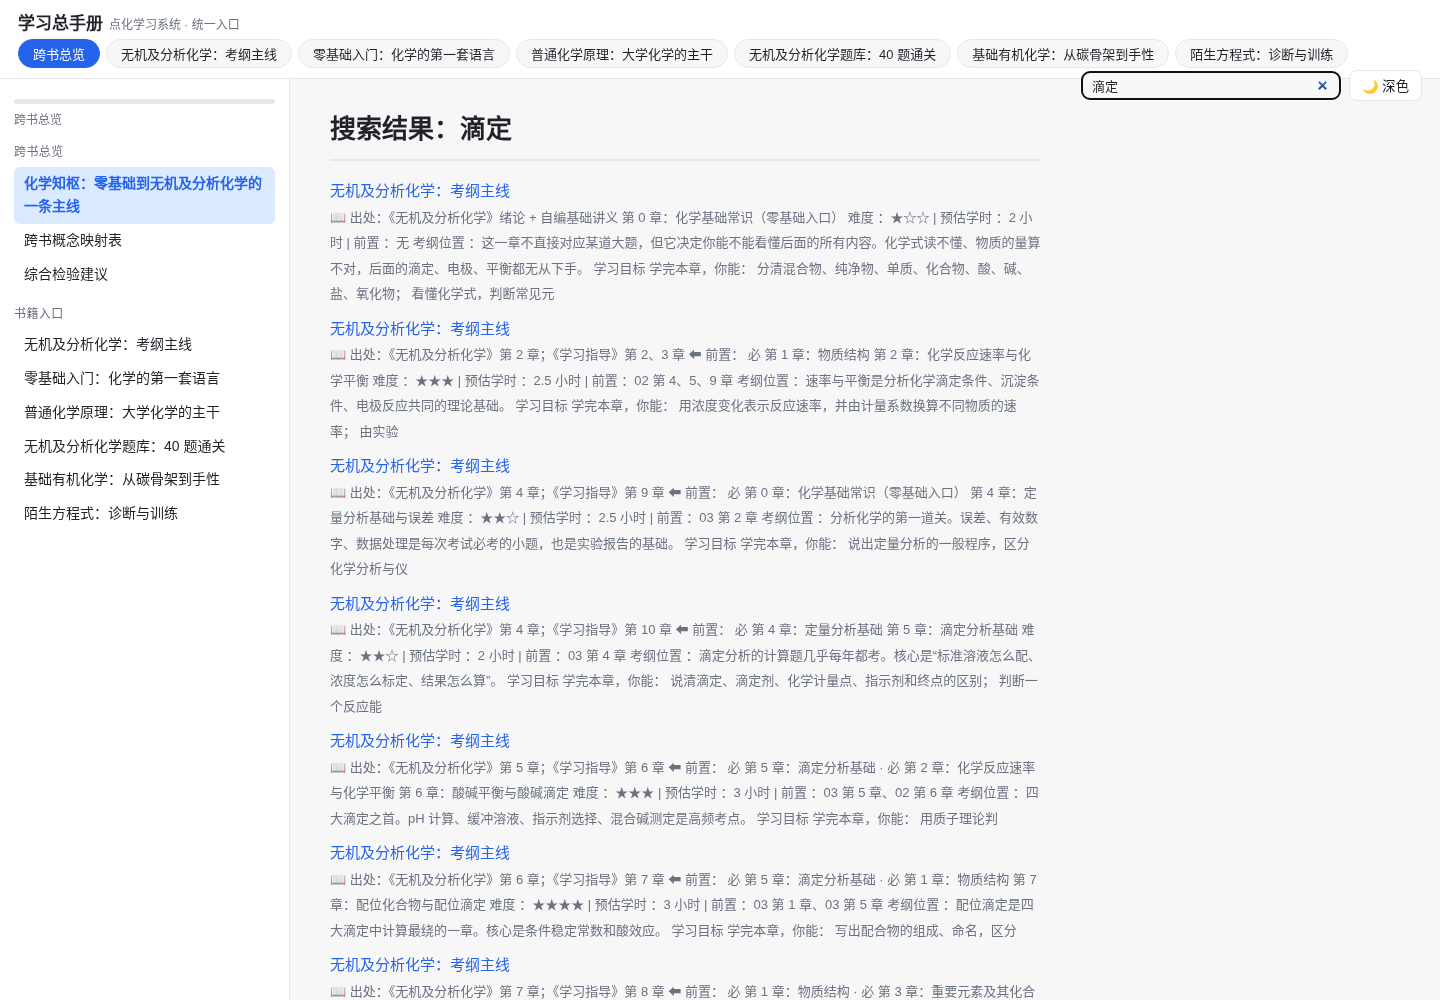 学习总手册 点化学习系统 · 统一入口
跨书总览 无机及分析化学：考纲主线 零基础入门：化学的第一套语言 普通化学原理：大学化学的主干 无机及分析化学题库：40 题通关 基础有机化学：从碳骨架到手性 陌生方程式：诊断与训练
滴定 × 🌙 深色
跨书总览
跨书总览
化学知枢：零基础到无机及分析化学的
一条主线
跨书概念映射表
综合检验建议
书籍入口
无机及分析化学：考纲主线
零基础入门：化学的第一套语言
普通化学原理：大学化学的主干
无机及分析化学题库：40 题通关
基础有机化学：从碳骨架到手性
陌生方程式：诊断与训练
搜索结果：滴定
无机及分析化学：考纲主线
📖 出处：《无机及分析化学》绪论 + 自编基础讲义 第 0 章：化学基础常识（零基础入口） 难度 ： ★☆☆ | 预估学时 ：2 小
时 | 前置 ：无 考纲位置 ：这一章不直接对应某道大题，但它决定你能不能看懂后面的所有内容。化学式读不懂、物质的量算
不对，后面的滴定、电极、平衡都无从下手。 学习目标 学完本章，你能： 分清混合物、纯净物、单质、化合物、酸、碱、
盐、氧化物； 看懂化学式，判断常见元
无机及分析化学：考纲主线
📖 出处：《无机及分析化学》第 2 章；《学习指导》第 2、3 章 ⬅ 前置： 必 第 1 章：物质结构 第 2 章：化学反应速率与化
学平衡 难度 ： ★★★ | 预估学时 ：2.5 小时 | 前置 ：02 第 4、5、9 章 考纲位置 ：速率与平衡是分析化学滴定条件、沉淀条
件、电极反应共同的理论基础。 学习目标 学完本章，你能： 用浓度变化表示反应速率，并由计量系数换算不同物质的速
率； 由实验
无机及分析化学：考纲主线
📖 出处：《无机及分析化学》第 4 章；《学习指导》第 9 章 ⬅ 前置： 必 第 0 章：化学基础常识（零基础入口） 第 4 章：定
量分析基础与误差 难度 ： ★★☆ | 预估学时 ：2.5 小时 | 前置 ：03 第 2 章 考纲位置 ：分析化学的第一道关。误差、有效数
字、数据处理是每次考试必考的小题，也是实验报告的基础。 学习目标 学完本章，你能： 说出定量分析的一般程序，区分
化学分析与仪
无机及分析化学：考纲主线
📖 出处：《无机及分析化学》第 4 章；《学习指导》第 10 章 ⬅ 前置： 必 第 4 章：定量分析基础 第 5 章：滴定分析基础 难
度 ： ★★☆ | 预估学时 ：2 小时 | 前置 ：03 第 4 章 考纲位置 ：滴定分析的计算题几乎每年都考。核心是“标准溶液怎么配、
浓度怎么标定、结果怎么算”。 学习目标 学完本章，你能： 说清滴定、滴定剂、化学计量点、指示剂和终点的区别； 判断一
个反应能
无机及分析化学：考纲主线
📖 出处：《无机及分析化学》第 5 章；《学习指导》第 6 章 ⬅ 前置： 必 第 5 章：滴定分析基础 · 必 第 2 章：化学反应速率
与化学平衡 第 6 章：酸碱平衡与酸碱滴定 难度 ： ★★★ | 预估学时 ：3 小时 | 前置 ：03 第 5 章、02 第 6 章 考纲位置 ：四
大滴定之首。pH 计算、缓冲溶液、指示剂选择、混合碱测定是高频考点。 学习目标 学完本章，你能： 用质子理论判
无机及分析化学：考纲主线
📖 出处：《无机及分析化学》第 6 章；《学习指导》第 7 章 ⬅ 前置： 必 第 5 章：滴定分析基础 · 必 第 1 章：物质结构 第 7
章：配位化合物与配位滴定 难度 ： ★★★★ | 预估学时 ：3 小时 | 前置 ：03 第 1 章、03 第 5 章 考纲位置 ：配位滴定是四
大滴定中计算最绕的一章。核心是条件稳定常数和酸效应。 学习目标 学完本章，你能： 写出配合物的组成、命名，区分
无机及分析化学：考纲主线
📖 出处：《无机及分析化学》第 7 章；《学习指导》第 8 章 ⬅ 前置： 必 第 1 章：物质结构 · 必 第 3 章：重要元素及其化合